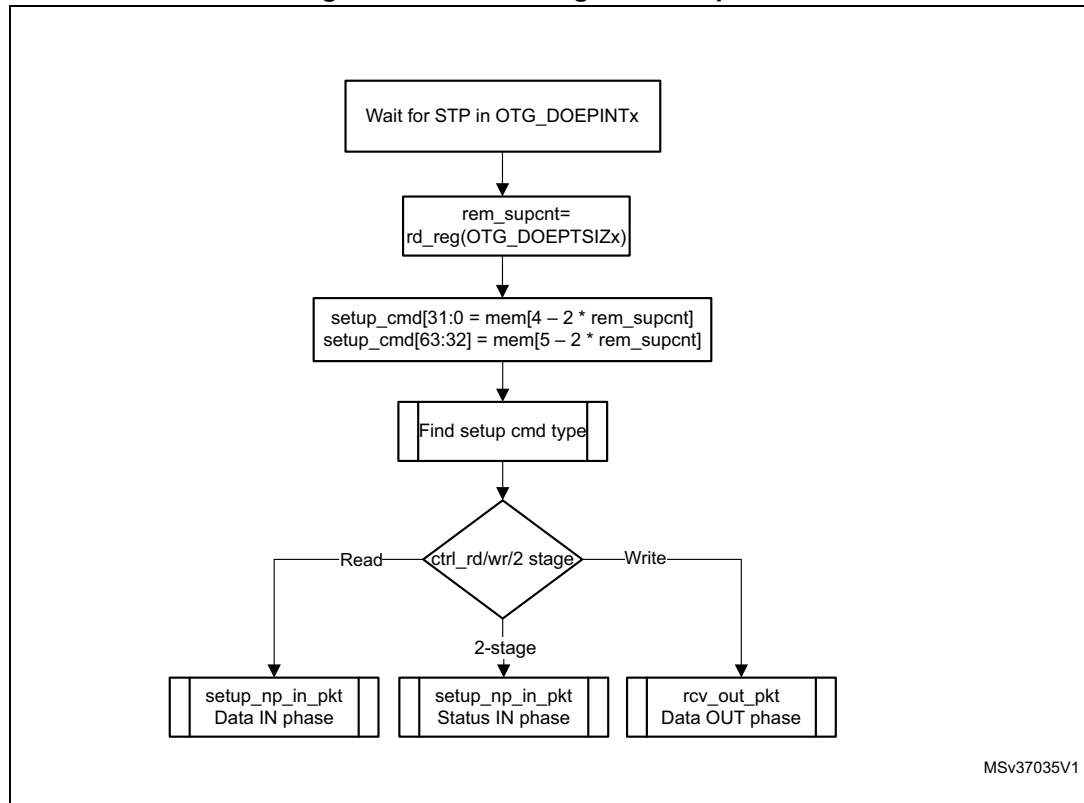 Wait for STP in OTG_DOEPINTx
rem_supcnt=
rd_reg(OTG_DOEPTSIZx)
setup_cmd[31:0 = mem[4 – 2 * rem_supcnt]
setup_cmd[63:32] = mem[5 – 2 * rem_supcnt]
Find setup cmd type
ctrl_rd/wr/2 stage
Read
Write
2-stage
setup_np_in_pkt
Data IN phase
setup_np_in_pkt
Status IN phase
rcv_out_pkt
Data OUT phase
MSv37035V1